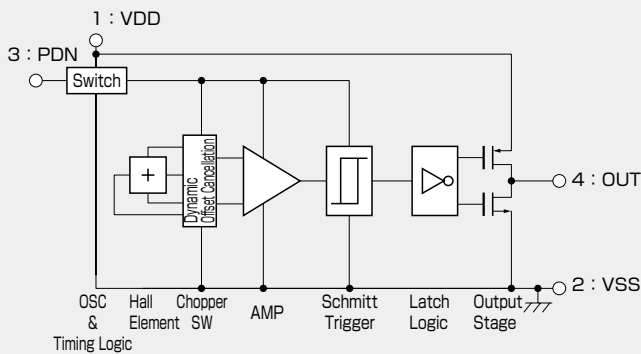 1：VDD
3：PDN
Switch
Dynamic
Offset Cancellation
+
4：OUT
2：VSS
OSC
&
Timing Logic
Hall
Element
Chopper
SW
AMP
Schmitt
Trigger
Latch
Logic
Output
Stage